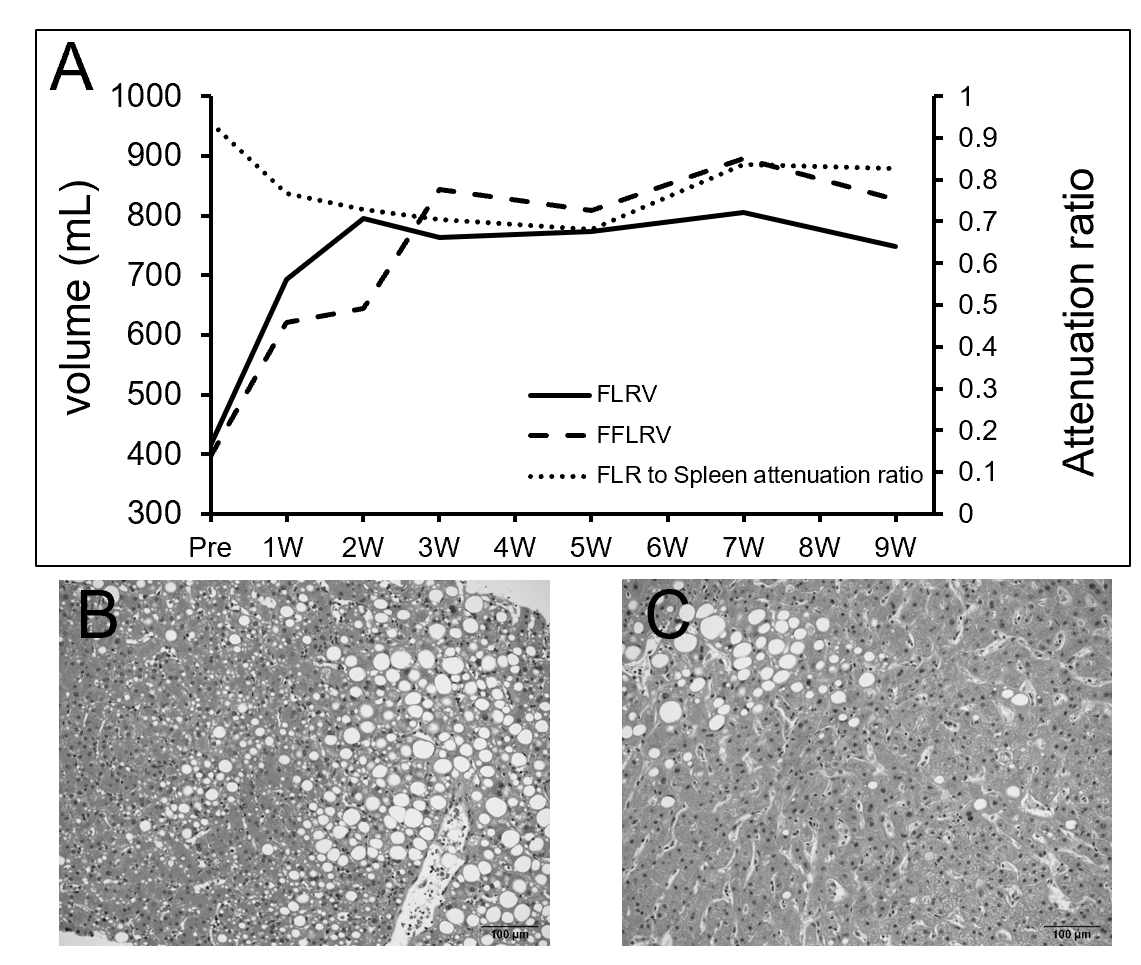 A
1000
900
800
700
600
500
400
300
volume (mL)
1
0.9
0.8
0.7
0.6
0.5
0.4
0.3
0.2
0.1
0
Attenuation ratio
FLRV
FFLRV
FLR to Spleen attenuation ratio
Pre 1W 2W 3W 4W 5W 6W 7W 8W 9W
B
100 µm
C
100 µm